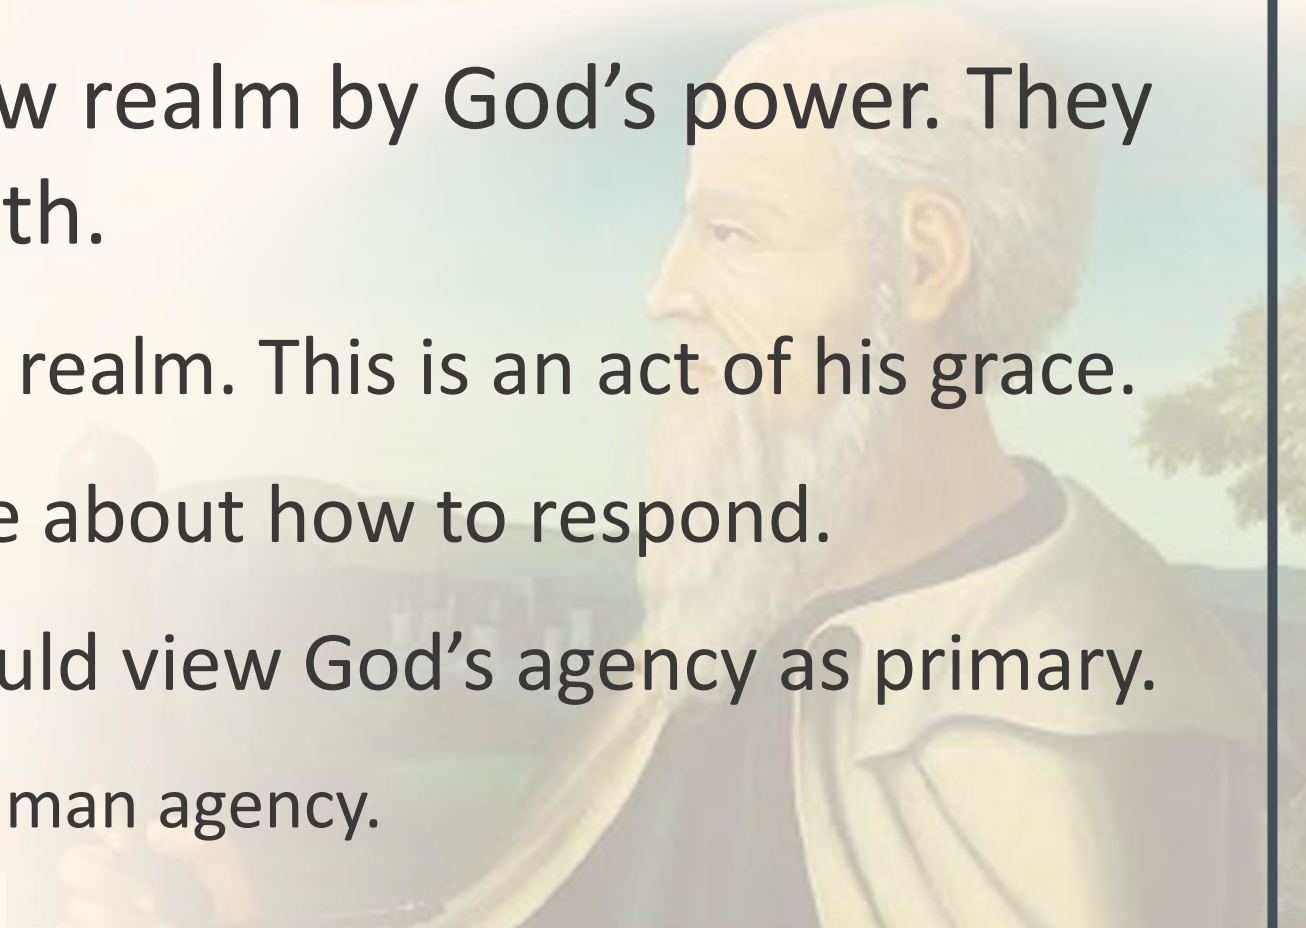 w realm by God’s power. They
th.
realm. This is an act of his grace.
e about how to respond.
uld view God’s agency as primary.
man agency.